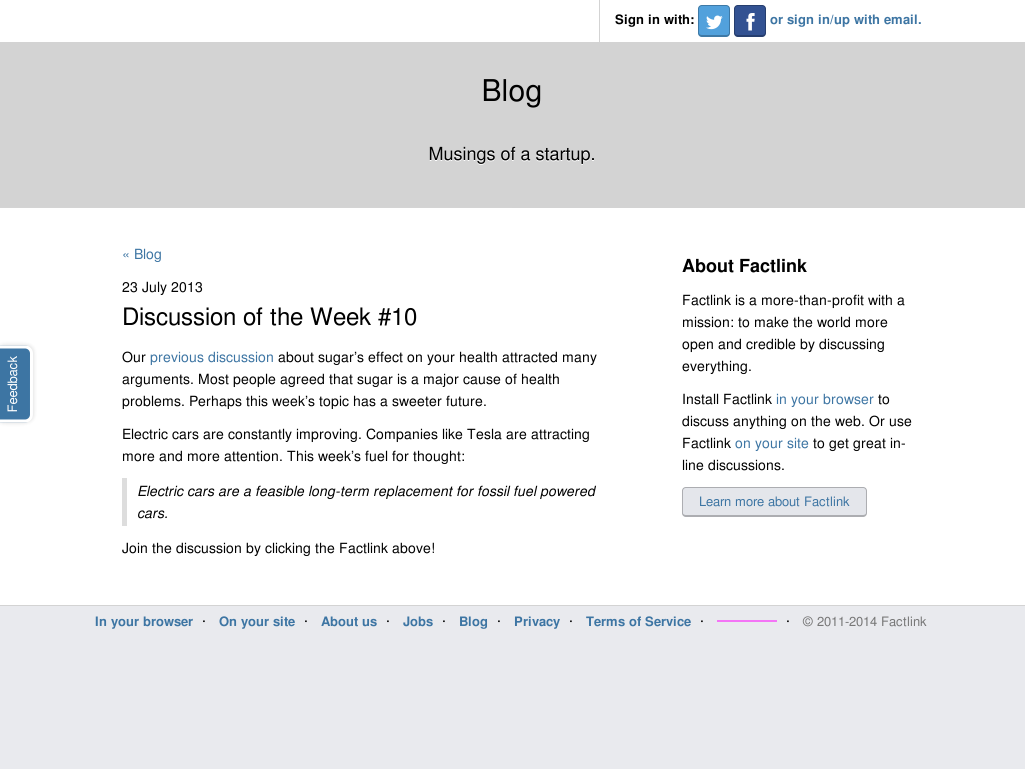 Sign in with: or sign in/up with email.
Blog
Musings of a startup.
« Blog
23 July 2013
Discussion of the Week #10
Our previous discussion about sugar’s effect on your health attracted many
arguments. Most people agreed that sugar is a major cause of health
problems. Perhaps this week’s topic has a sweeter future.
Electric cars are constantly improving. Companies like Tesla are attracting
more and more attention. This week’s fuel for thought:
Electric cars are a feasible long-term replacement for fossil fuel powered
cars.
Join the discussion by clicking the Factlink above!
About Factlink
Factlink is a more-than-profit with a
mission: to make the world more
open and credible by discussing
everything.
Install Factlink in your browser to
discuss anything on the web. Or use
Factlink on your site to get great in-
line discussions.
Learn more about Factlink
Feedback
In your browser · On your site · About us · Jobs · Blog · Privacy · Terms of Service · · © 2011-2014 Factlink